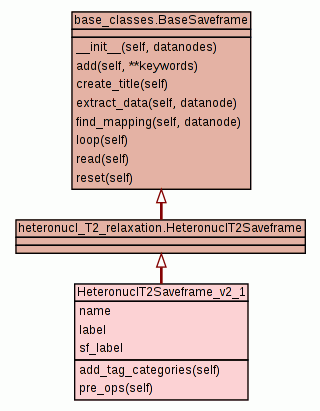 base_classes.BaseSaveframe
__init__(self, datanodes)
add(self, **keywords)
create_title(self)
extract_data(self, datanode)
find_mapping(self, datanode)
loop(self)
read(self)
reset(self)
heteronucl_T2_relaxation.HeteronuclT2Saveframe
HeteronuclT2Saveframe_v2_1
name
label
sf_label
add_tag_categories(self)
pre_ops(self)